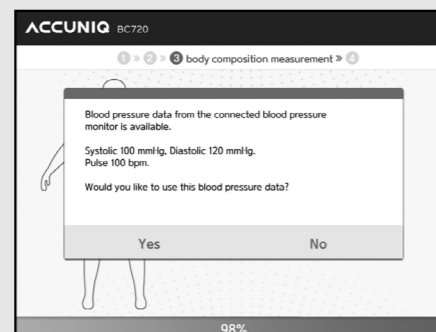 ACCUNIQ BC720
1 » 2 » 3 body composition measurement » 4
Blood pressure data from the connected blood pressure
monitor is available.
Systolic 100 mmHg, Diastolic 120 mmHg.
Pulse 100 bpm.
Would you like to use this blood pressure data?
Yes No
98%